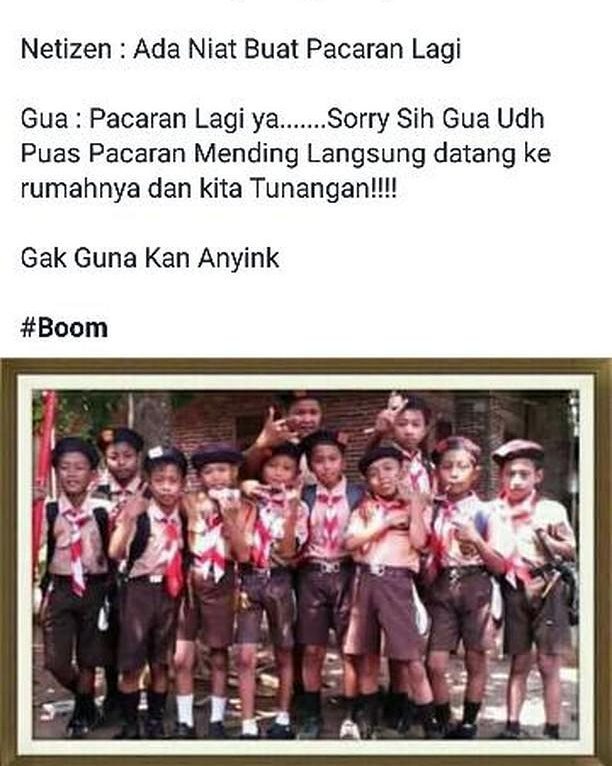 Netizen : Ada Niat Buat Pacaran Lagi
Gua : Pacaran Lagi ya.......Sorry Sih Gua Udh
Puas Pacaran Mending Langsung datang ke
rumahnya dan kita Tunangan!!!!
Gak Guna Kan Anyink
#Boom